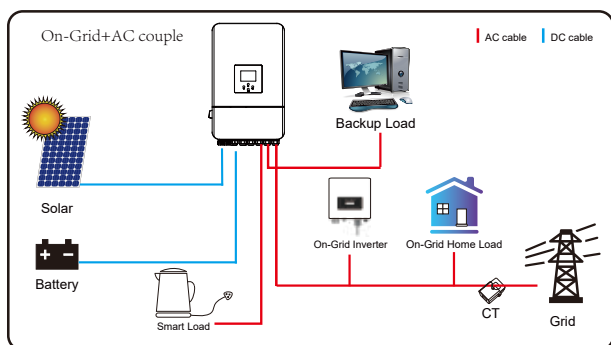 On-Grid+AC couple
AC cable
DC cable
Backup Load
Solar
On-Grid Inverter
On-Grid Home Load
Battery
Smart Load
CT
Grid